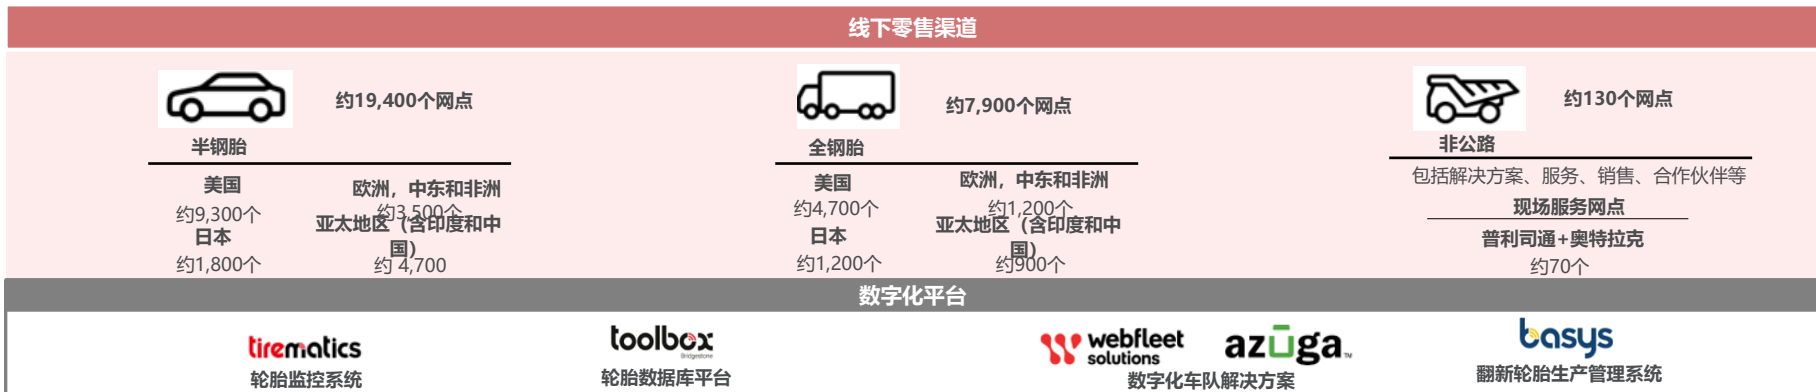 线下零售渠道
约19,400个网点
半钢胎
美国
约9,300个
欧洲，中东和非洲
约3,500个
日本
约1,800个
亚太地区（含印度和中
国）
约 4,700
约7,900个网点
全钢胎
美国
约4,700个
欧洲，中东和非洲
约1,200个
日本
约1,200个
亚太地区（含印度和中
国）
约900个
约130个网点
非公路
包括解决方案、服务、销售、合作伙伴等
现场服务网点
普利司通+奥特拉克
约70个
数字化平台
tirematics
轮胎监控系统
toolbox
Bridgestone
轮胎数据库平台
webfleet
solutions
azuga™
数字化车队解决方案
basys
翻新轮胎生产管理系统